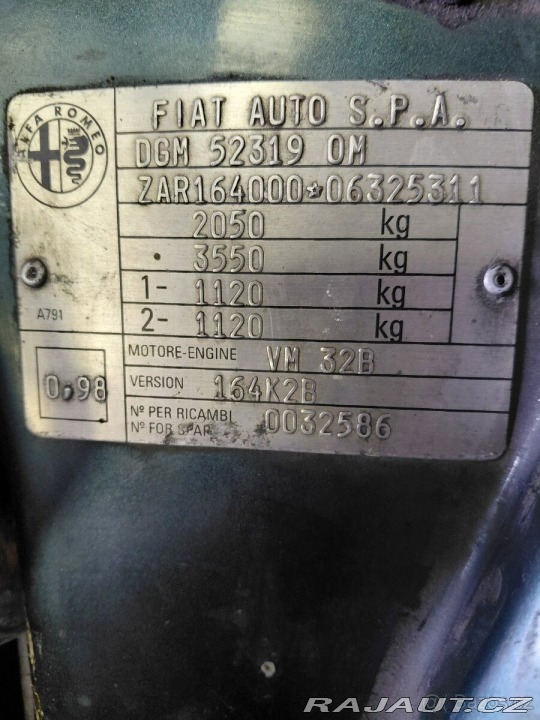 ALFA ROMEO
FIAT AUTO S.P.A.
DGM 52319 OM
ZAR164000*06325311
2050 kg
3550 kg
1- 1120 kg
2- 1120 kg
A791
MOTORE-ENGINE VM 32B
0,98
VERSION 164K2B
Nº PER RICAMBI 0032586
Nº FOR SPAR
RAJAUT.CZ